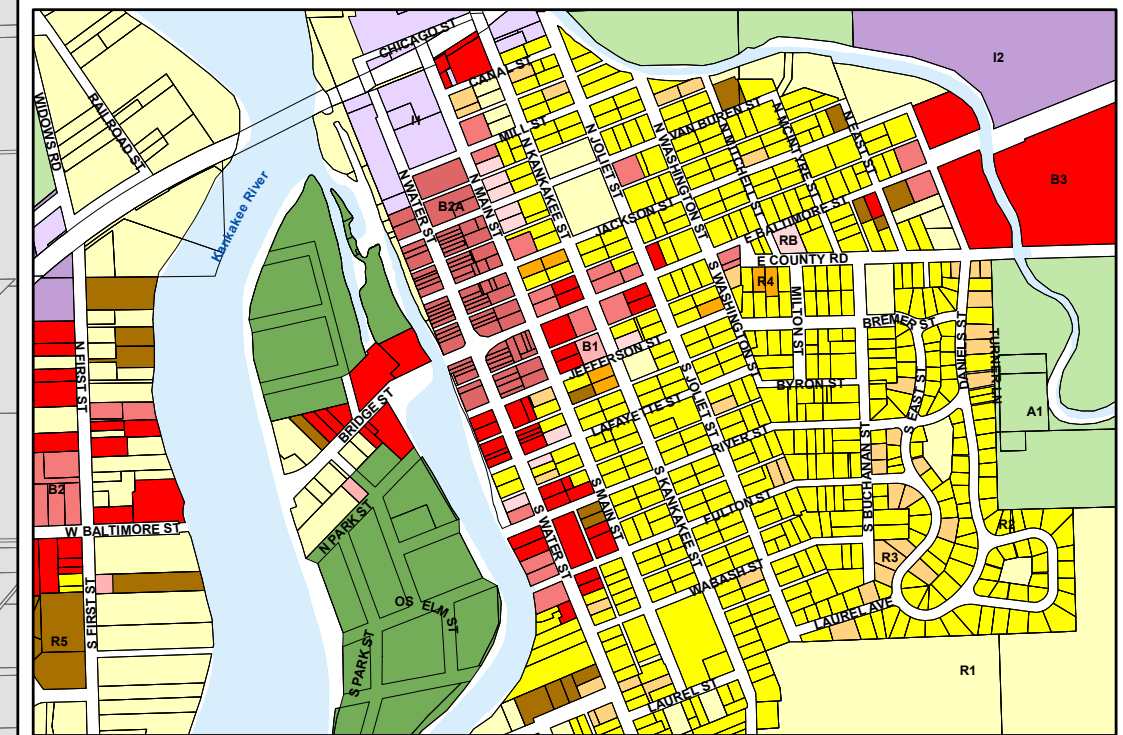 CHICAGO ST
I2
CANAL ST
WIDOWS RD
RAILROAD ST
I1
VAN BUREN ST
MILL ST
N EAST ST
N MCINTYRE ST
N JOLIET ST
N WASHINGTON ST
N MITCHELL ST
N KANKAKEE ST
B3
N WATER ST
N MAIN ST
B2A
JACKSON ST
Kankakee River
E BALTIMORE ST
RB
E COUNTY RD
R4
S WASHINGTON ST
MILTON ST
BREMER ST
N FIRST ST
B1
JEFFERSON ST
DANIELS ST
TURNER LN
BYRON ST
S JOLIET ST
S EAST ST
BRIDGE ST
LAFAYETTE ST
A1
RIVER ST
B2
S BUCHANAN ST
S KANKAKEE ST
S MAIN ST
FULTON ST
N PARK ST
W BALTIMORE ST
S WATER ST
R2
R3
WABASH ST
S FIRST ST
OS
ELM ST
LAUREL AVE
R5
S PARK ST
R1
LAUREL ST